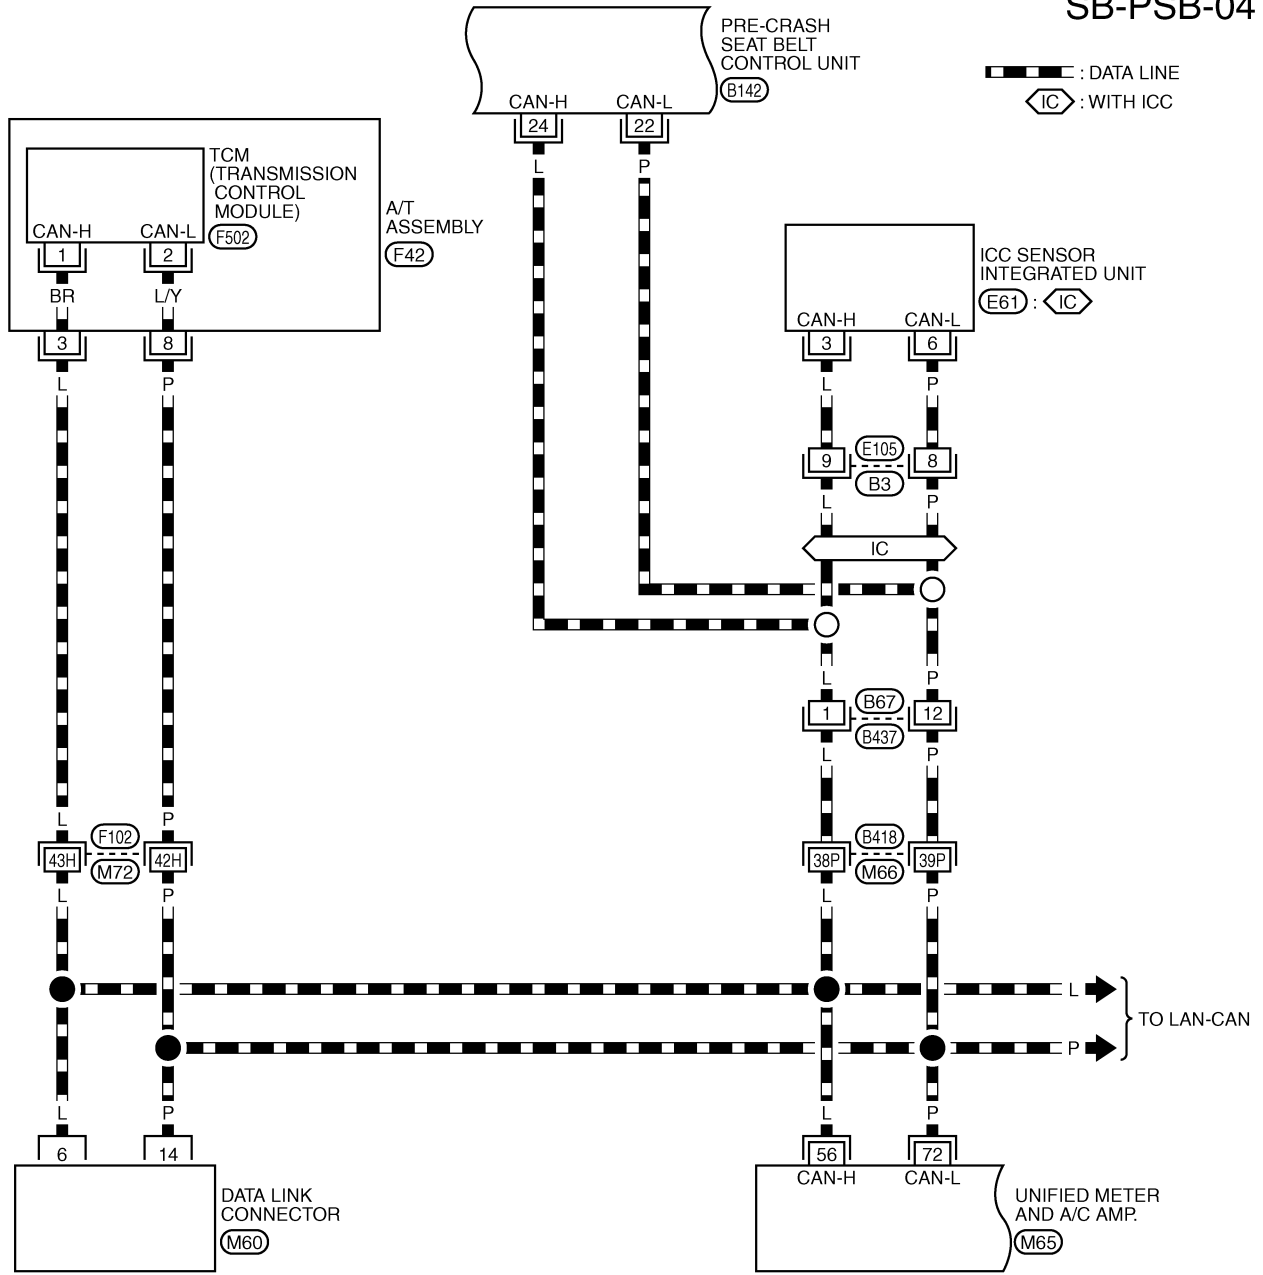 SB-PSB-04
PRE-CRASH
SEAT BELT
CONTROL UNIT
B142
CAN-H
CAN-L
24
22
L
P
: DATA LINE
IC : WITH ICC
TCM
(TRANSMISSION
CONTROL
MODULE)
F502
CAN-H
CAN-L
1
2
BR
L/Y
A/T
ASSEMBLY
F42
3
8
L
P
ICC SENSOR
INTEGRATED UNIT
E61 : IC
CAN-H
CAN-L
3
6
L
P
9
E105
8
B3
L
P
IC
L
P
1
B67
12
B437
L
P
L
P
43H
F102
42H
M72
L
P
38P
B418
39P
M66
L
P
L
P
TO LAN-CAN
L
P
L
P
6
14
56
72
CAN-H
CAN-L
DATA LINK
CONNECTOR
M60
UNIFIED METER
AND A/C AMP.
M65